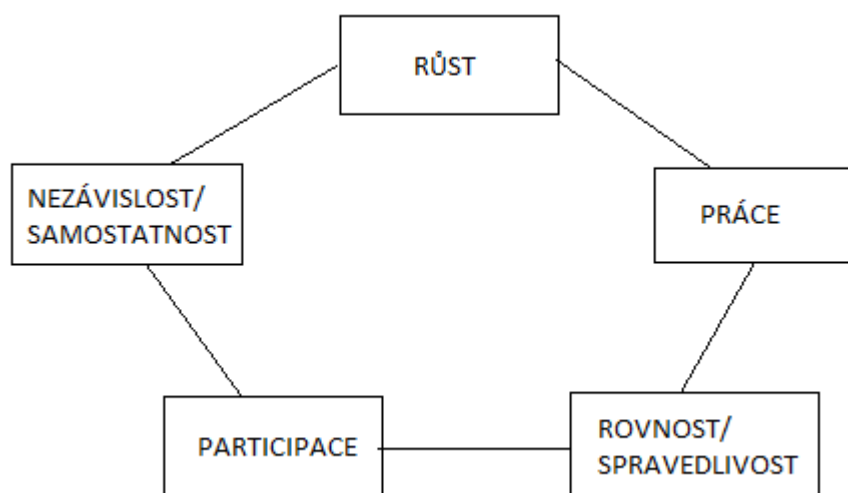 RŮST
NEZÁVISLOST/
SAMOSTATNOST
PRÁCE
PARTICIPACE
ROVNOST/
SPRAVEDLIVOST